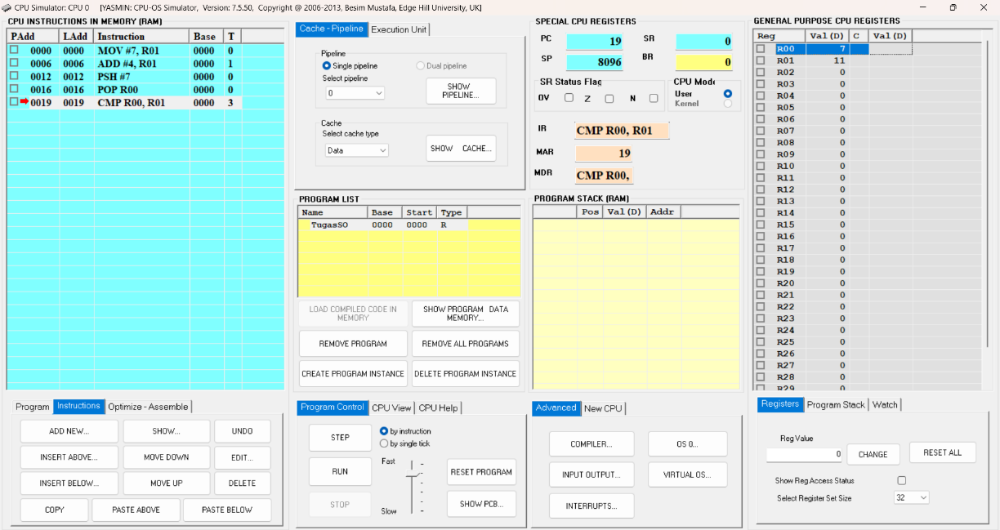 CPU Simulator: CPU 0 [YASMIN: CPU-OS Simulator, Version: 7.5.50, Copyright @ 2006-2013, Besim Mustafa, Edge Hill University, UK]
CPU INSTRUCTIONS IN MEMORY (RAM)
PAdd LAdd Instruction Base T
0000 0000 MOV #7, R01 0000 0
0006 0006 ADD #4, R01 0000 1
0012 0012 PSH #7 0000 0
0016 0016 POP R00 0000 0
0019 0019 CMP R00, R01 0000 3
Program Instructions Optimize - Assemble
ADD NEW... SHOW... UNDO
INSERT ABOVE... MOVE DOWN EDIT...
INSERT BELOW... MOVE UP DELETE
COPY PASTE ABOVE PASTE BELOW
Cache - Pipeline Execution Unit
Pipeline
Single pipeline Dual pipeline
Select pipeline
0
SHOW
PIPELINE...
Cache
Select cache type
Data
SHOW CACHE...
PROGRAM LIST
Name Base Start Type
TugasSO 0000 0000 R
LOAD COMPILED CODE IN
MEMORY
SHOW PROGRAM DATA
MEMORY...
REMOVE PROGRAM REMOVE ALL PROGRAMS
CREATE PROGRAM INSTANCE DELETE PROGRAM INSTANCE
Program Control CPU View CPU Help
STEP
by instruction
by single tick
RUN
Fast
RESET PROGRAM
STOP
Slow
SHOW PCB...
SPECIAL CPU REGISTERS
PC 19 SR 0
SP 8096 BR 0
SR Status Flag
OV Z N
CPU Mode
User
Kernel
IR CMP R00, R01
MAR 19
MDR CMP R00,
PROGRAM STACK (RAM)
Pos Val(D) Addr
Advanced New CPU
COMPILER... OS 0...
INPUT OUTPUT... VIRTUAL OS...
INTERRUPTS...
GENERAL PURPOSE CPU REGISTERS
Reg Val(D) C Val(D)
R00 7
R01 11
R02 0
R03 0
R04 0
R05 0
R06 0
R07 0
R08 0
R09 0
R10 0
R11 0
R12 0
R13 0
R14 0
R15 0
R16 0
R17 0
R18 0
R19 0
R20 0
R21 0
R22 0
R23 0
R24 0
R25 0
R26 0
R27 0
R28 0
R29 0
Registers Program Stack Watch
Reg Value
0 CHANGE RESET ALL
Show Reg Access Status
Select Register Set Size 32